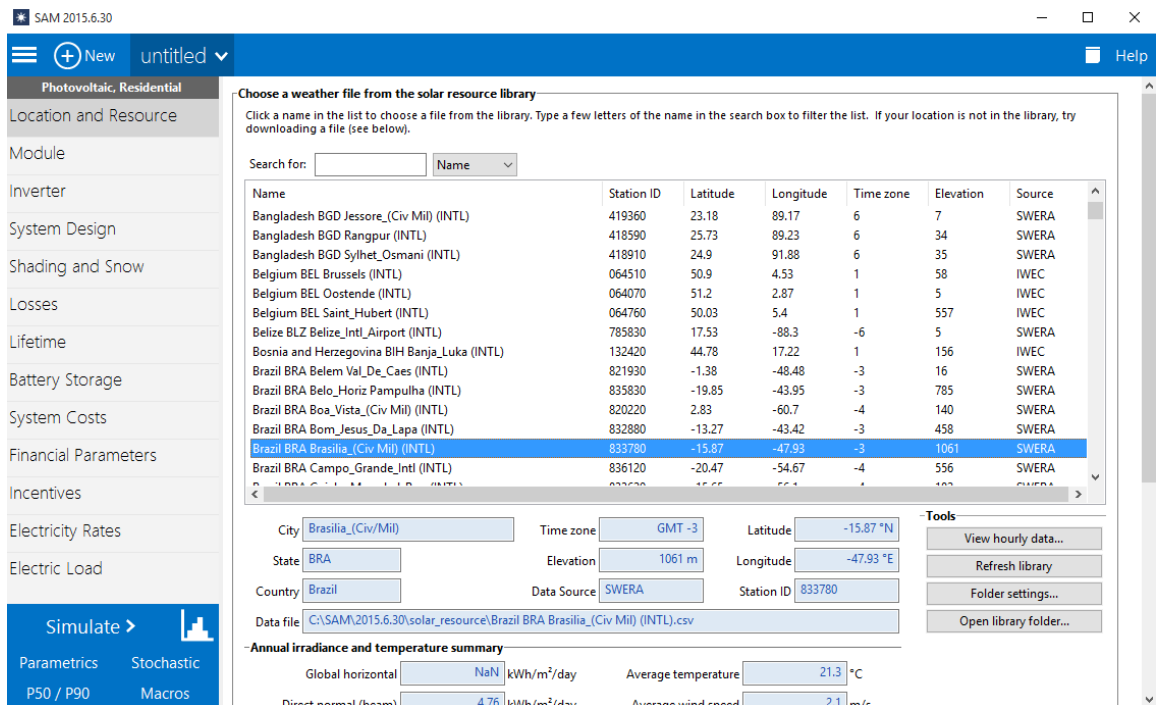 SAM 2015.6.30
New untitled Help
Photovoltaic, Residential
Location and Resource
Module
Inverter
System Design
Shading and Snow
Losses
Lifetime
Battery Storage
System Costs
Financial Parameters
Incentives
Electricity Rates
Electric Load
Simulate >
Parametrics Stochastic
P50 / P90 Macros
Choose a weather file from the solar resource library
Click a name in the list to choose a file from the library. Type a few letters of the name in the search box to filter the list. If your location is not in the library, try
downloading a file (see below).
Search for: Name
Name Station ID Latitude Longitude Time zone Elevation Source
Bangladesh BGD Jessore_(Civ Mil) (INTL) 419360 23.18 89.17 6 7 SWERA
Bangladesh BGD Rangpur (INTL) 418590 25.73 89.23 6 34 SWERA
Bangladesh BGD Sylhet_Osmani (INTL) 418910 24.9 91.88 6 35 SWERA
Belgium BEL Brussels (INTL) 064510 50.9 4.53 1 58 IWEC
Belgium BEL Oostende (INTL) 064070 51.2 2.87 1 5 IWEC
Belgium BEL Saint_Hubert (INTL) 064760 50.03 5.4 1 557 IWEC
Belize BLZ Belize_Intl_Airport (INTL) 785830 17.53 -88.3 -6 5 SWERA
Bosnia and Herzegovina BIH Banja_Luka (INTL) 132420 44.78 17.22 1 156 IWEC
Brazil BRA Belem Val_De_Caes (INTL) 821930 -1.38 -48.48 -3 16 SWERA
Brazil BRA Belo_Horiz Pampulha (INTL) 835830 -19.85 -43.95 -3 785 SWERA
Brazil BRA Boa_Vista_(Civ Mil) (INTL) 820220 2.83 -60.7 -4 140 SWERA
Brazil BRA Bom_Jesus_Da_Lapa (INTL) 832880 -13.27 -43.42 -3 458 SWERA
Brazil BRA Brasilia_(Civ Mil) (INTL) 833780 -15.87 -47.93 -3 1061 SWERA
Brazil BRA Campo_Grande_Intl (INTL) 836120 -20.47 -54.67 -4 556 SWERA
City Brasilia_(Civ/Mil) Time zone GMT -3 Latitude -15.87 °N
State BRA Elevation 1061 m Longitude -47.93 °E
Country Brazil Data Source SWERA Station ID 833780
Data file C:\SAM\2015.6.30\solar_resource\Brazil BRA Brasilia_(Civ Mil) (INTL).csv
Tools
View hourly data...
Refresh library
Folder settings...
Open library folder...
Annual irradiance and temperature summary
Global horizontal NaN kWh/m²/day Average temperature 21.3 °C
Direct normal (beam) 4.76 kWh/m²/day Average wind speed 2.1 m/s